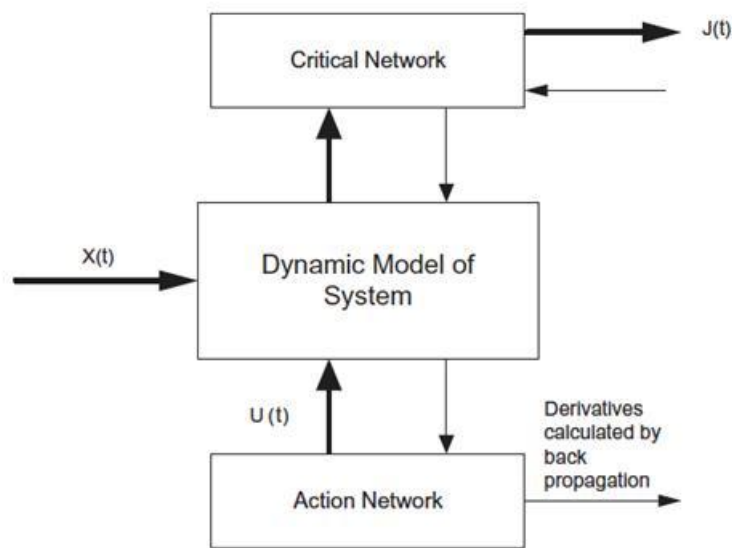 Critical Network
J(t)
X(t)
Dynamic Model of
System
U (t)
Derivatives
calculated by
back
propagation
Action Network